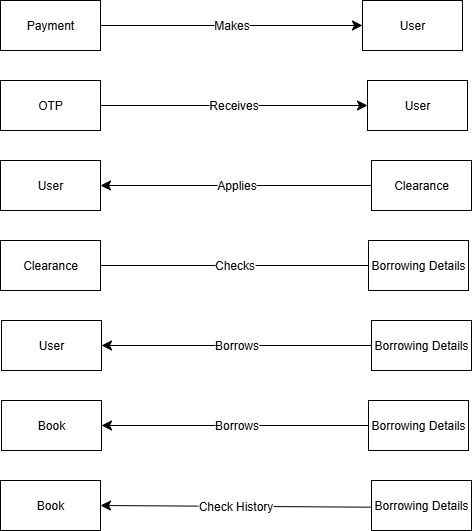 Payment Makes User
OTP Receives User
User Applies Clearance
Clearance Checks Borrowing Details
User Borrows Borrowing Details
Book Borrows Borrowing Details
Book Check History Borrowing Details